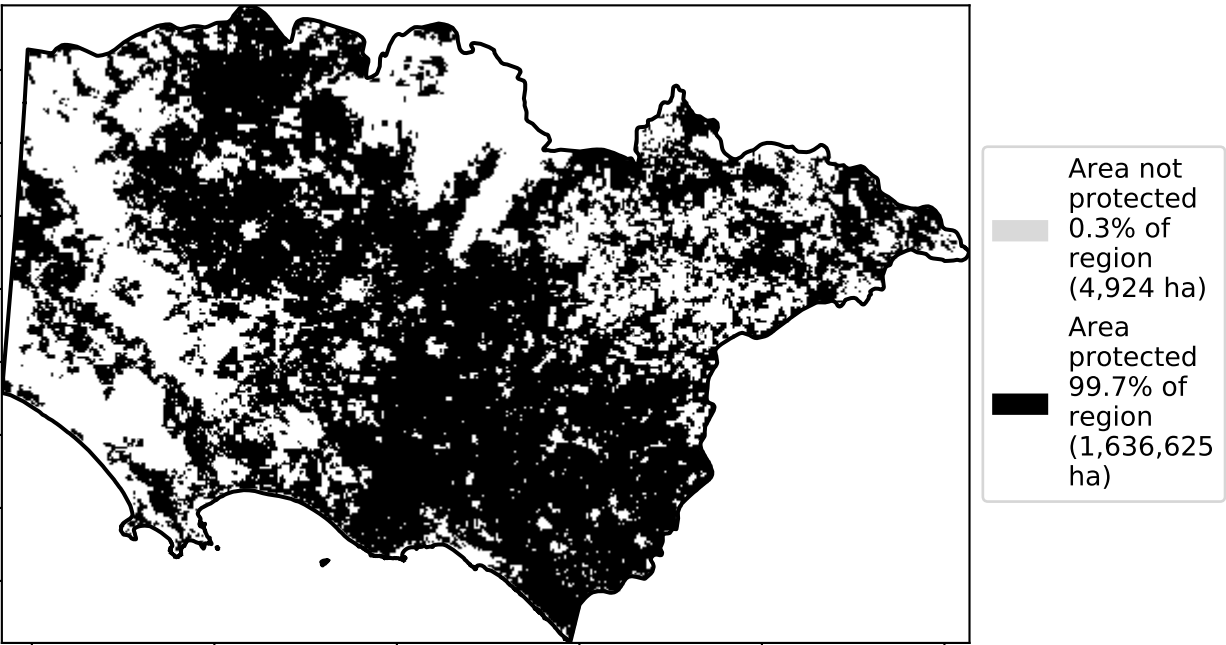 Area not
protected
0.3% of
region
(4,924 ha)
Area
protected
99.7% of
region
(1,636,625
ha)